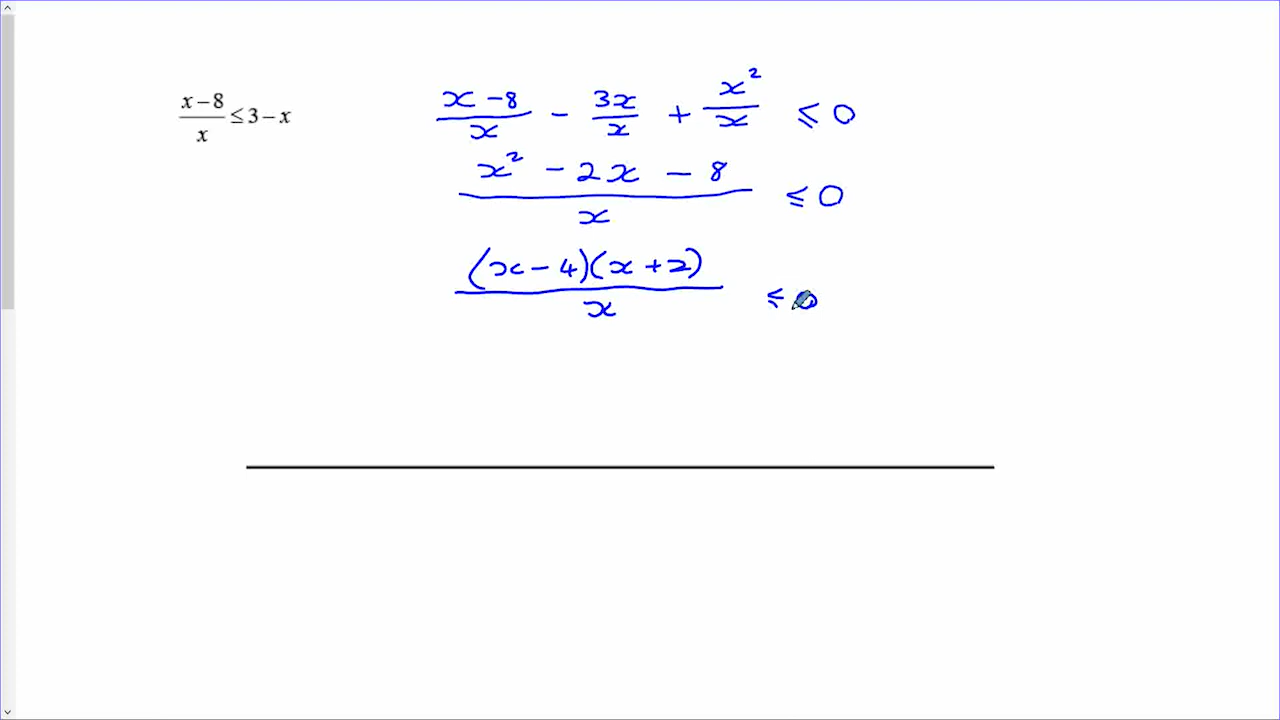 (x−8)/x ≤ 3−x
(x−8)/x − 3x/x + x²/x ≤ 0
(x² − 2x − 8)/x ≤ 0
((x−4)(x+2))/x ≤ 0